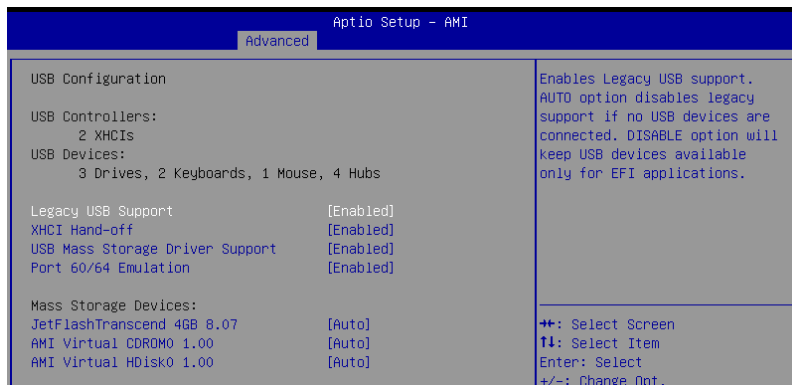 Aptio Setup – AMI
Advanced
USB Configuration
USB Controllers:
2 XHCIs
USB Devices:
3 Drives, 2 Keyboards, 1 Mouse, 4 Hubs
Legacy USB Support [Enabled]
XHCI Hand-off [Enabled]
USB Mass Storage Driver Support [Enabled]
Port 60/64 Emulation [Enabled]
Mass Storage Devices:
JetFlashTranscend 4GB 8.07 [Auto]
AMI Virtual CDROM0 1.00 [Auto]
AMI Virtual HDisk0 1.00 [Auto]
Enables Legacy USB support.
AUTO option disables legacy
support if no USB devices are
connected. DISABLE option will
keep USB devices available
only for EFI applications.
→←: Select Screen
↑↓: Select Item
Enter: Select
+/-: Change Opt.